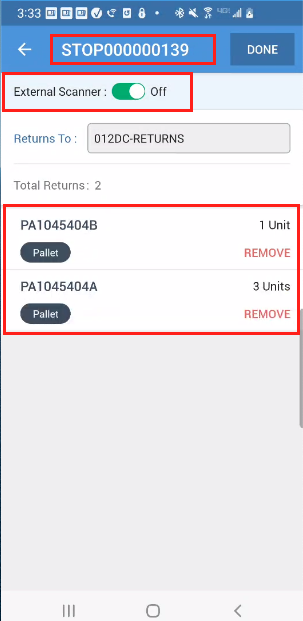 3:33
STOP000000139
DONE
External Scanner : Off
Returns To : 012DC-RETURNS
Total Returns: 2
PA1045404B 1 Unit
Pallet REMOVE
PA1045404A 3 Units
Pallet REMOVE